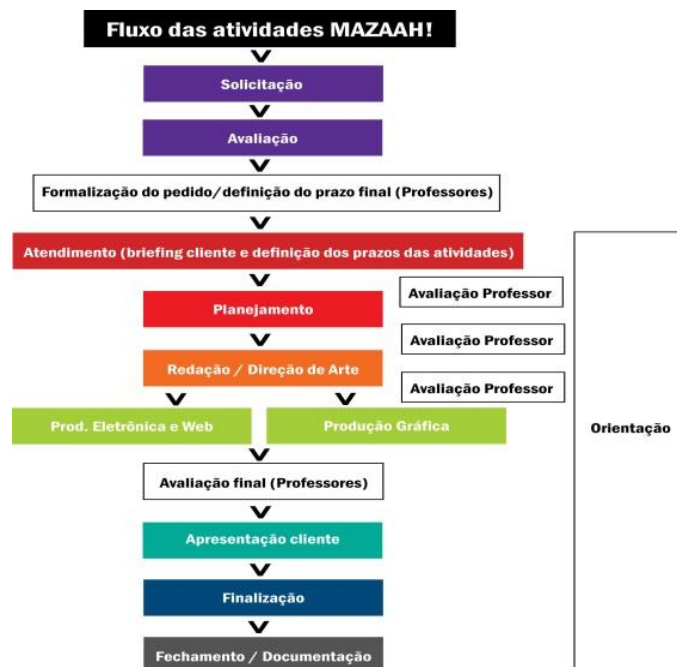 Fluxo das atividades MAZAAH!
Solicitação
Avaliação
Formalização do pedido/definição do prazo final (Professores)
Atendimento (briefing cliente e definição dos prazos das atividades)
Avaliação Professor
Planejamento
Avaliação Professor
Redação / Direção de Arte
Avaliação Professor
Prod. Eletrônica e Web
Produção Gráfica
Orientação
Avaliação final (Professores)
Apresentação cliente
Finalização
Fechamento / Documentação